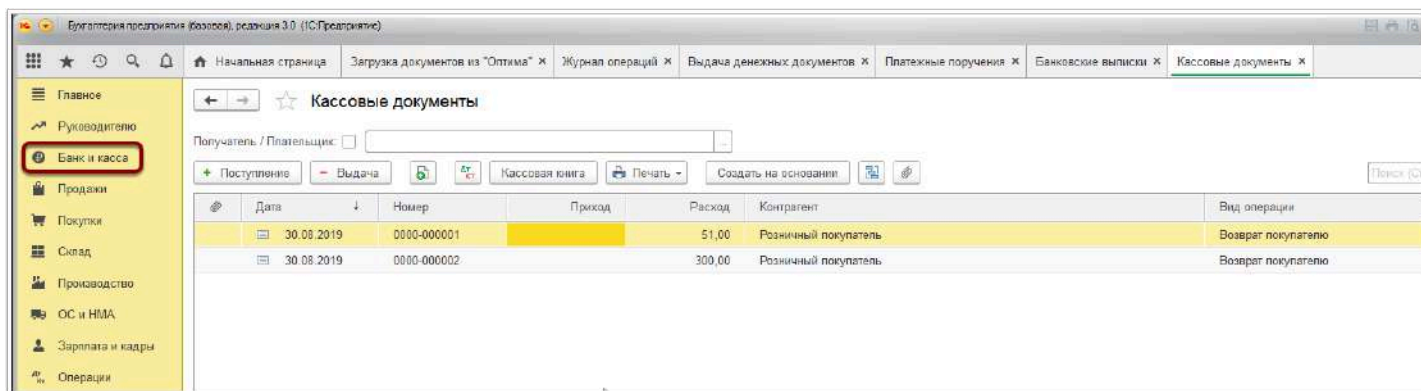 Бухгалтерия предприятия (базовая), редакция 3.0 (1С:Предприятие)
Начальная страница
Загрузка документов из "Оптима" ×
Журнал операций ×
Выдача денежных документов ×
Платежные поручения ×
Банковские выписки ×
Кассовые документы ×
Главное
Руководителю
Банк и касса
Продажи
Покупки
Склад
Производство
ОС и НМА
Зарплата и кадры
Операции
Кассовые документы
Получатель / Плательщик:
+ Поступление
− Выдача
Кассовая книга
Печать
Создать на основании
Поиск (C
Дата ↓ Номер Приход Расход Контрагент Вид операции
30.08.2019 0000-000001 51,00 Розничный покупатель Возврат покупателю
30.08.2019 0000-000002 300,00 Розничный покупатель Возврат покупателю